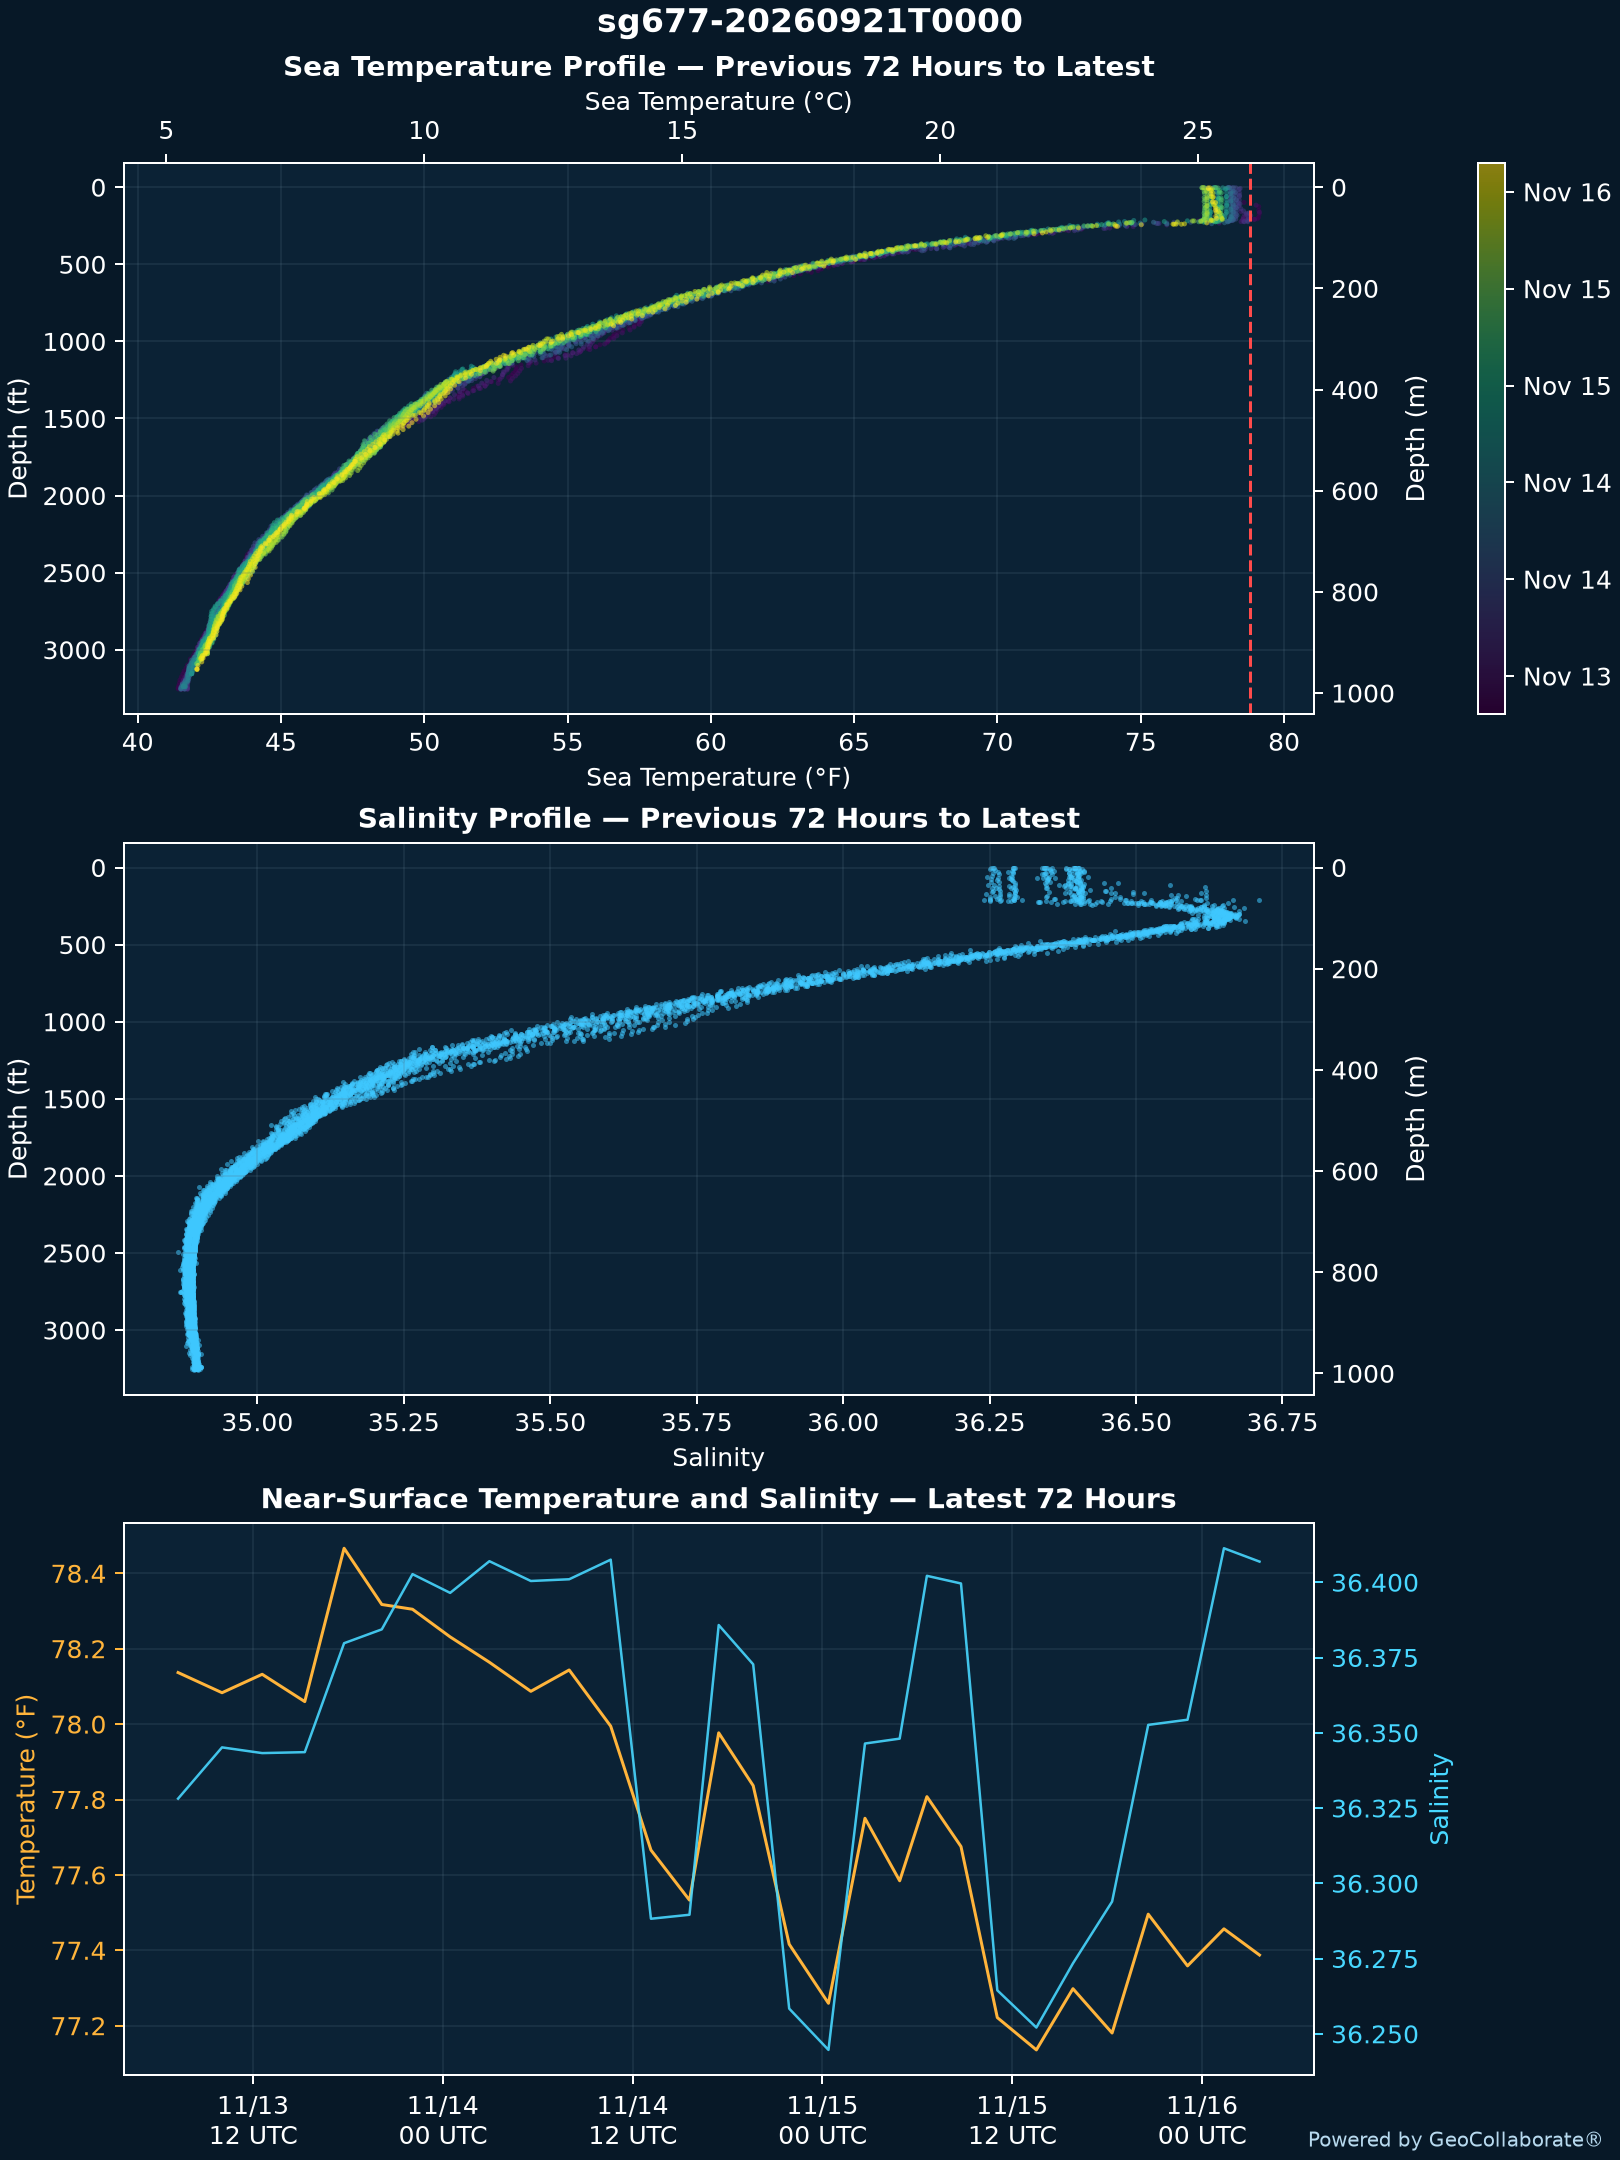 sg677-20260921T0000
Sea Temperature Profile — Previous 72 Hours to Latest
Sea Temperature (°C)
5 10 15 20 25
0
500
1000
1500
2000
2500
3000
Depth (ft)
0
200
400
600
800
1000
Depth (m)
Nov 16
Nov 15
Nov 15
Nov 14
Nov 14
Nov 13
40 45 50 55 60 65 70 75 80
Sea Temperature (°F)
Salinity Profile — Previous 72 Hours to Latest
0
500
1000
1500
2000
2500
3000
Depth (ft)
0
200
400
600
800
1000
Depth (m)
35.00 35.25 35.50 35.75 36.00 36.25 36.50 36.75
Salinity
Near-Surface Temperature and Salinity — Latest 72 Hours
78.4
78.2
78.0
77.8
77.6
77.4
77.2
Temperature (°F)
36.400
36.375
36.350
36.325
36.300
36.275
36.250
Salinity
11/13 11/14 11/14 11/15 11/15 11/16
12 UTC 00 UTC 12 UTC 00 UTC 12 UTC 00 UTC
Powered by GeoCollaborate®